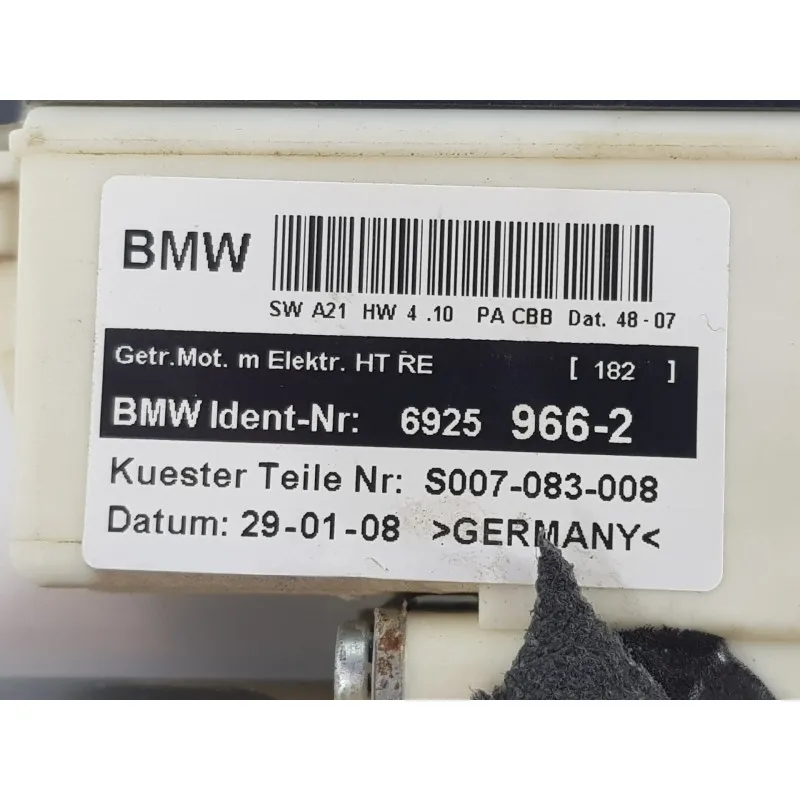 BMW
SW A21 HW 4 .10 PA CBB Dat. 48-07
Getr.Mot. m Elektr. HT RE [ 182 ]
BMW Ident-Nr: 6925 966-2
Kuester Teile Nr: S007-083-008
Datum: 29-01-08 >GERMANY<